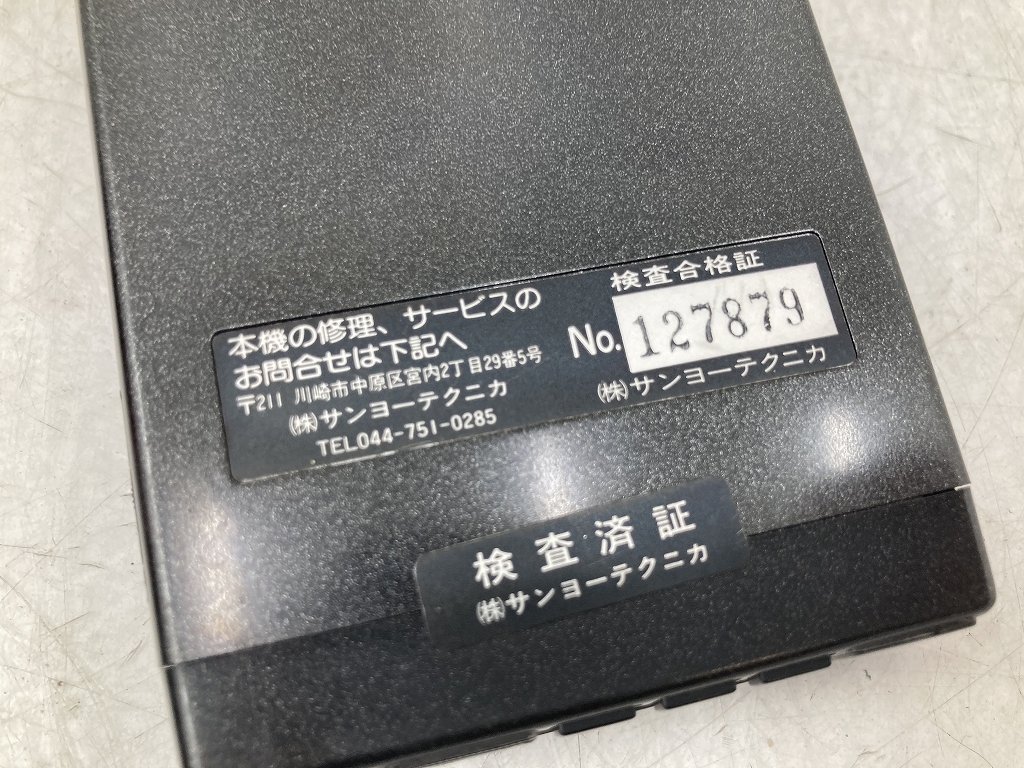 本機の修理、サービスの
お問合せは下記へ
〒211 川崎市中原区宮内2丁目29番5号
㈱サンヨーテクニカ
TEL044-751-0285
検査合格証
No.127879
㈱サンヨーテクニカ
検査済証
㈱サンヨーテクニカ